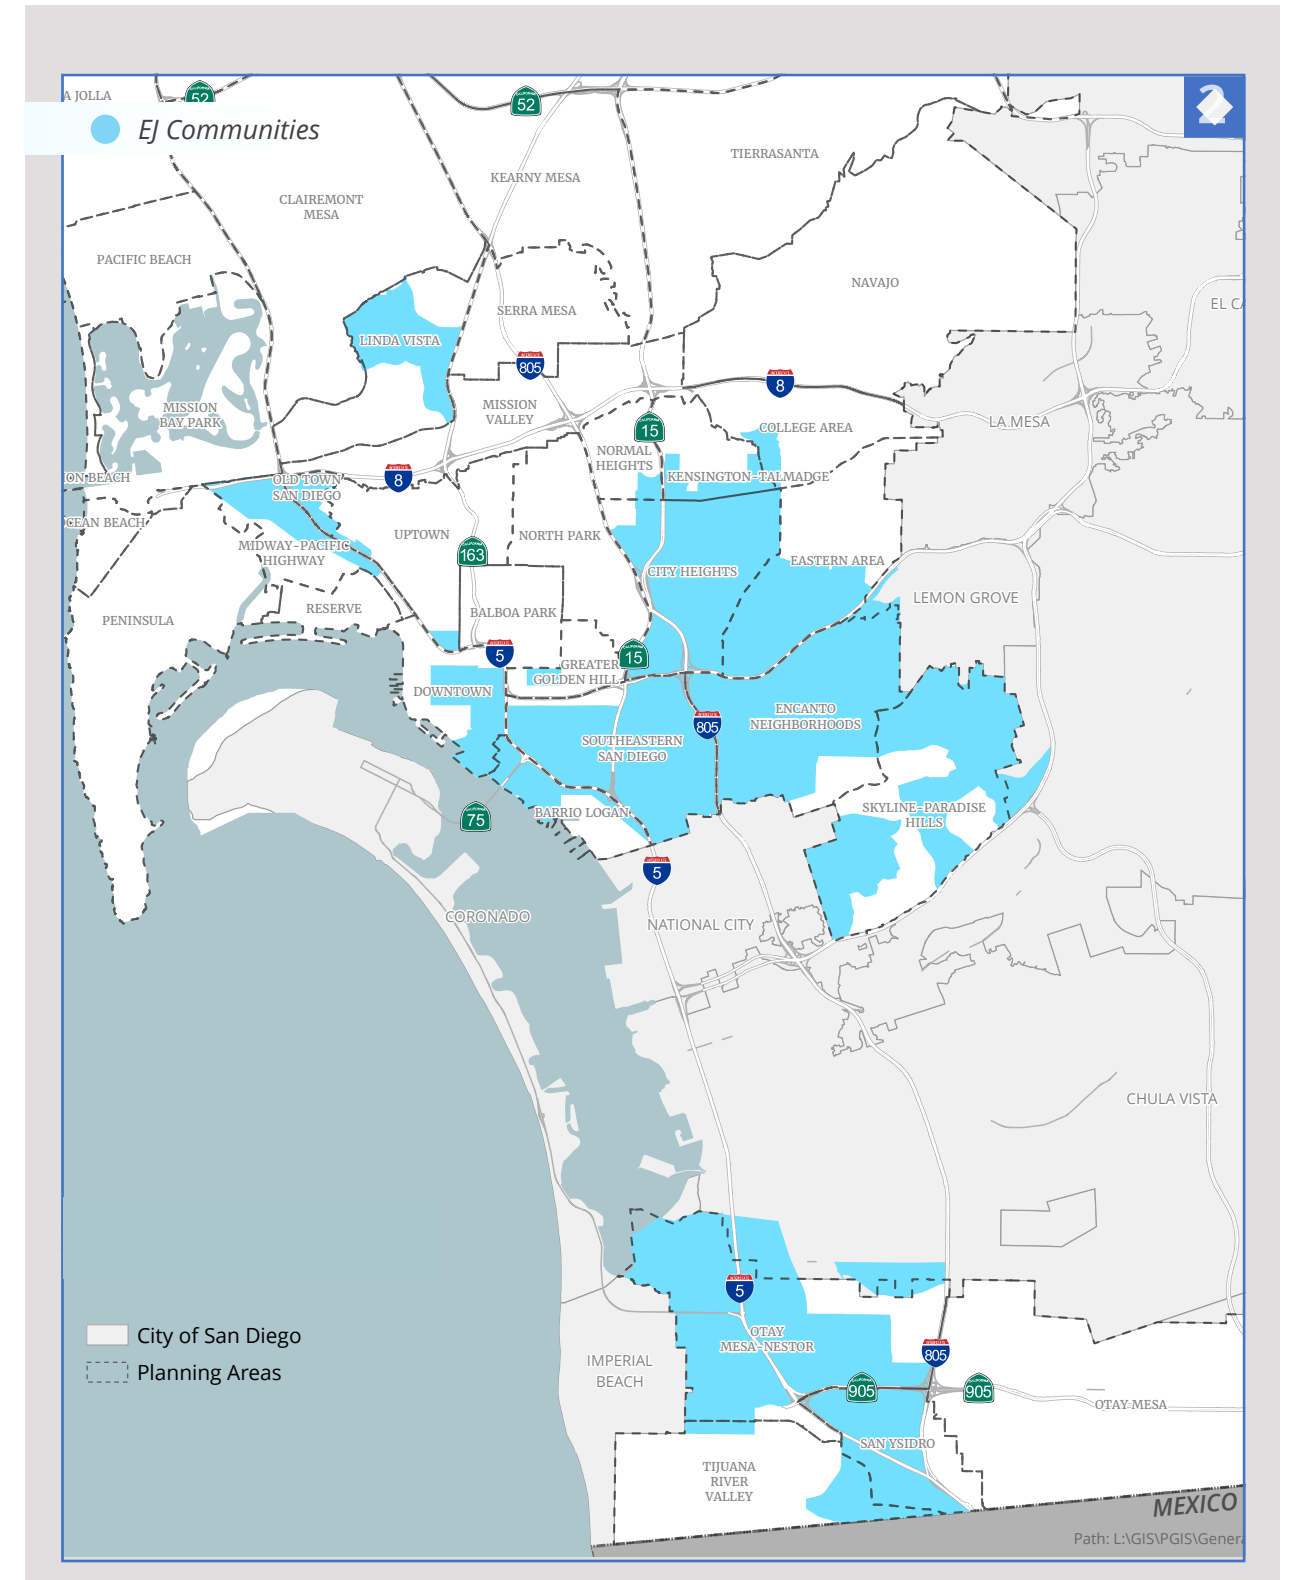 A JOLLA
52
52
2
EJ Communities
TIERRASANTA
KEARNY MESA
CLAIREMONT
MESA
PACIFIC BEACH
NAVAJO
SERRA MESA
EL CA
LINDA VISTA
805
8
MISSION
BAY PARK
MISSION
VALLEY
15
COLLEGE AREA
LA MESA
NORMAL
HEIGHTS
ION BEACH
8
OLD TOWN
SAN DIEGO
KENSINGTON-TALMADGE
CEAN BEACH
UPTOWN
NORTH PARK
MIDWAY-PACIFIC
HIGHWAY
163
CITY HEIGHTS
EASTERN AREA
LEMON GROVE
RESERVE
BALBOA PARK
PENINSULA
5
15
GREATER
GOLDEN HILL
DOWNTOWN
ENCANTO
NEIGHBORHOODS
805
SOUTHEASTERN
SAN DIEGO
75
BARRIO LOGAN
SKYLINE-PARADISE
HILLS
5
CORONADO
NATIONAL CITY
CHULA VISTA
5
City of San Diego
OTAY
MESA-NESTOR
805
Planning Areas
IMPERIAL
BEACH
905
905
OTAY MESA
SAN YSIDRO
TIJUANA
RIVER
VALLEY
MEXICO
Path: L:\GIS\PGIS\Genera